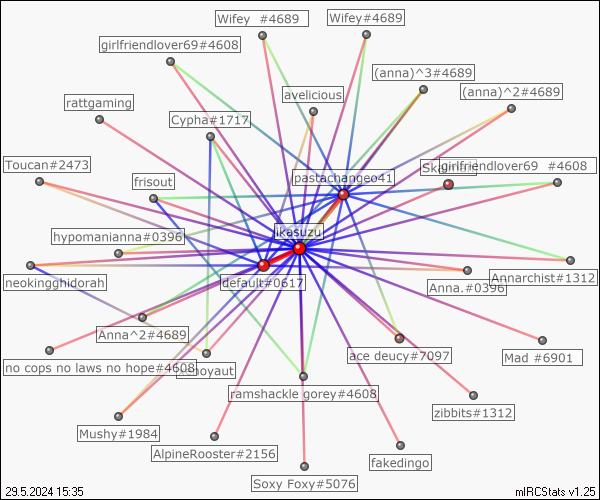 Wifey  #4689
Wifey#4689
girlfriendlover69#4608
(anna)^3#4689
(anna)^2#4689
avelicious
rattgaming
Cypha#1717
Toucan#2473
pastachangeo41
girlfriendlover69  #4608
frisout
ikasuzu
hypomanianna#0396
neokingghidorah
default#0617
Anna.#0396
Annarchist#1312
Anna^2#4689
no cops no laws no hope#4608
ace deucy#7097
Mad #6901
ramshackle gorey#4608
zibbits#1312
Mushy#1984
AlpineRooster#2156
fakedingo
Soxy Foxy#5076
29.5.2024 15:35
mIRCStats v1.25